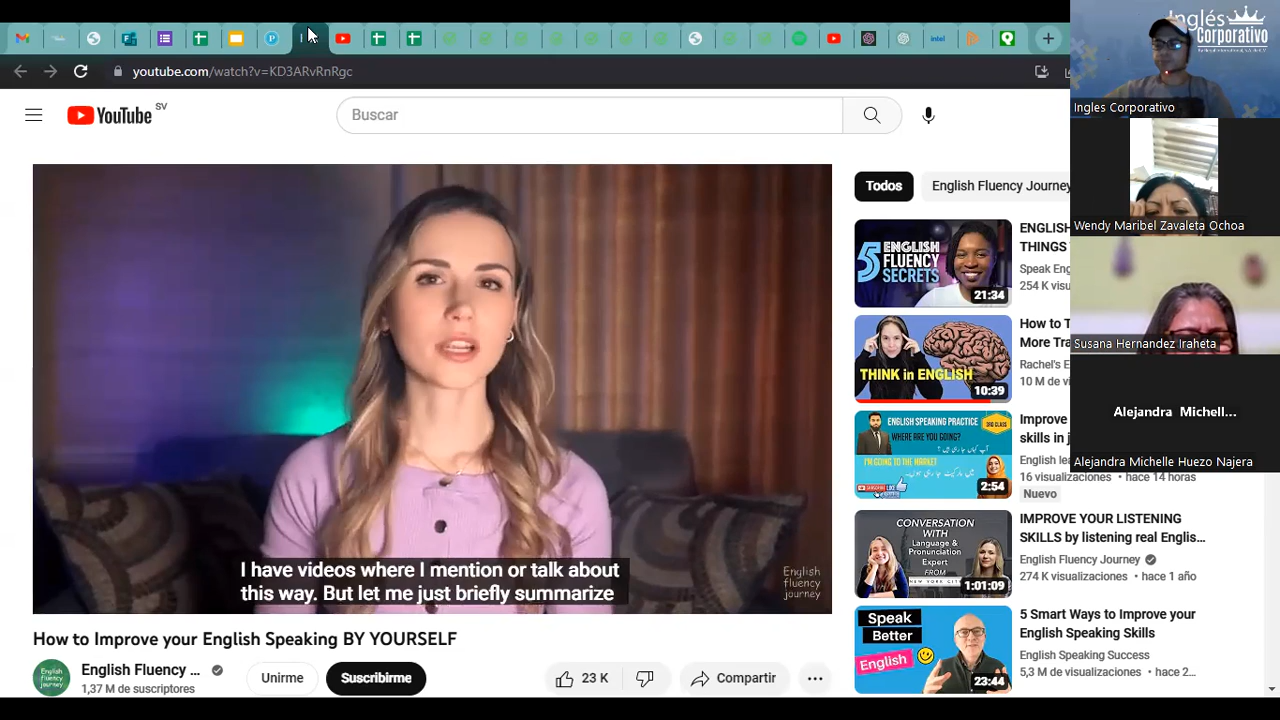 youtube.com/watch?v=KD3ARvRnRgc
YouTube SV
Buscar
I have videos where I mention or talk about
this way. But let me just briefly summarize
English
fluency
journey
How to Improve your English Speaking BY YOURSELF
English
fluency
journey
English Fluency ...
1,37 M de suscriptores
Unirme
Suscribirme
23 K
Compartir
Todos
English Fluency Journey
5 ENGLISH
FLUENCY
SECRETS
21:34
ENGLISH
THINGS
Speak Eng
254 K visu
THINK in ENGLISH
10:39
How to T
More Tra
Rachel's E
10 M de vi
ENGLISH SPEAKING PRACTICE
3RD CLASS
WHERE ARE YOU GOING?
I'M GOING TO THE
MARKET
2:54
Improve
skills in j
English lea
16 visualizaciones • hace 14 horas
Nuevo
CONVERSATION
WITH
Language &
Pronunciation
Expert
FROM
NEW YORK CITY
1:01:09
IMPROVE YOUR LISTENING
SKILLS by listening real Englis...
English Fluency Journey
274 K visualizaciones • hace 1 año
Speak
Better
English
23:44
5 Smart Ways to Improve your
English Speaking Skills
English Speaking Success
5,3 M de visualizaciones • hace 2...
Inglés
Corporativo
Ingles Corporativo
Wendy Maribel Zavaleta Ochoa
Susana Hernandez Iraheta
Alejandra Michell...
Alejandra Michelle Huezo Najera